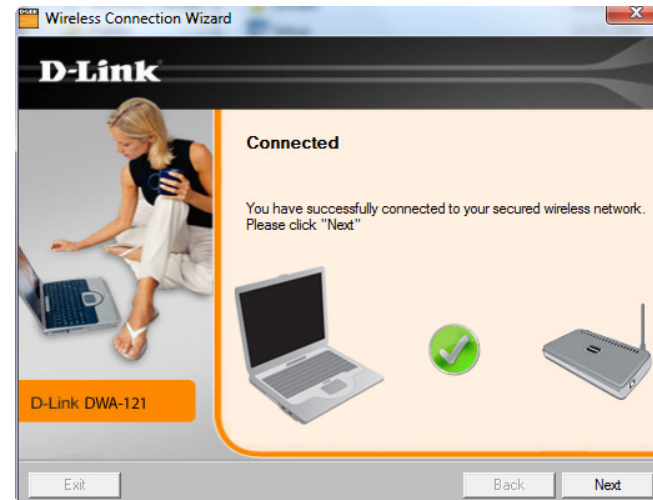 Wireless Connection Wizard
D-Link
Connected
You have successfully connected to your secured wireless network.
Please click "Next"
D-Link DWA-121
Exit
Back
Next